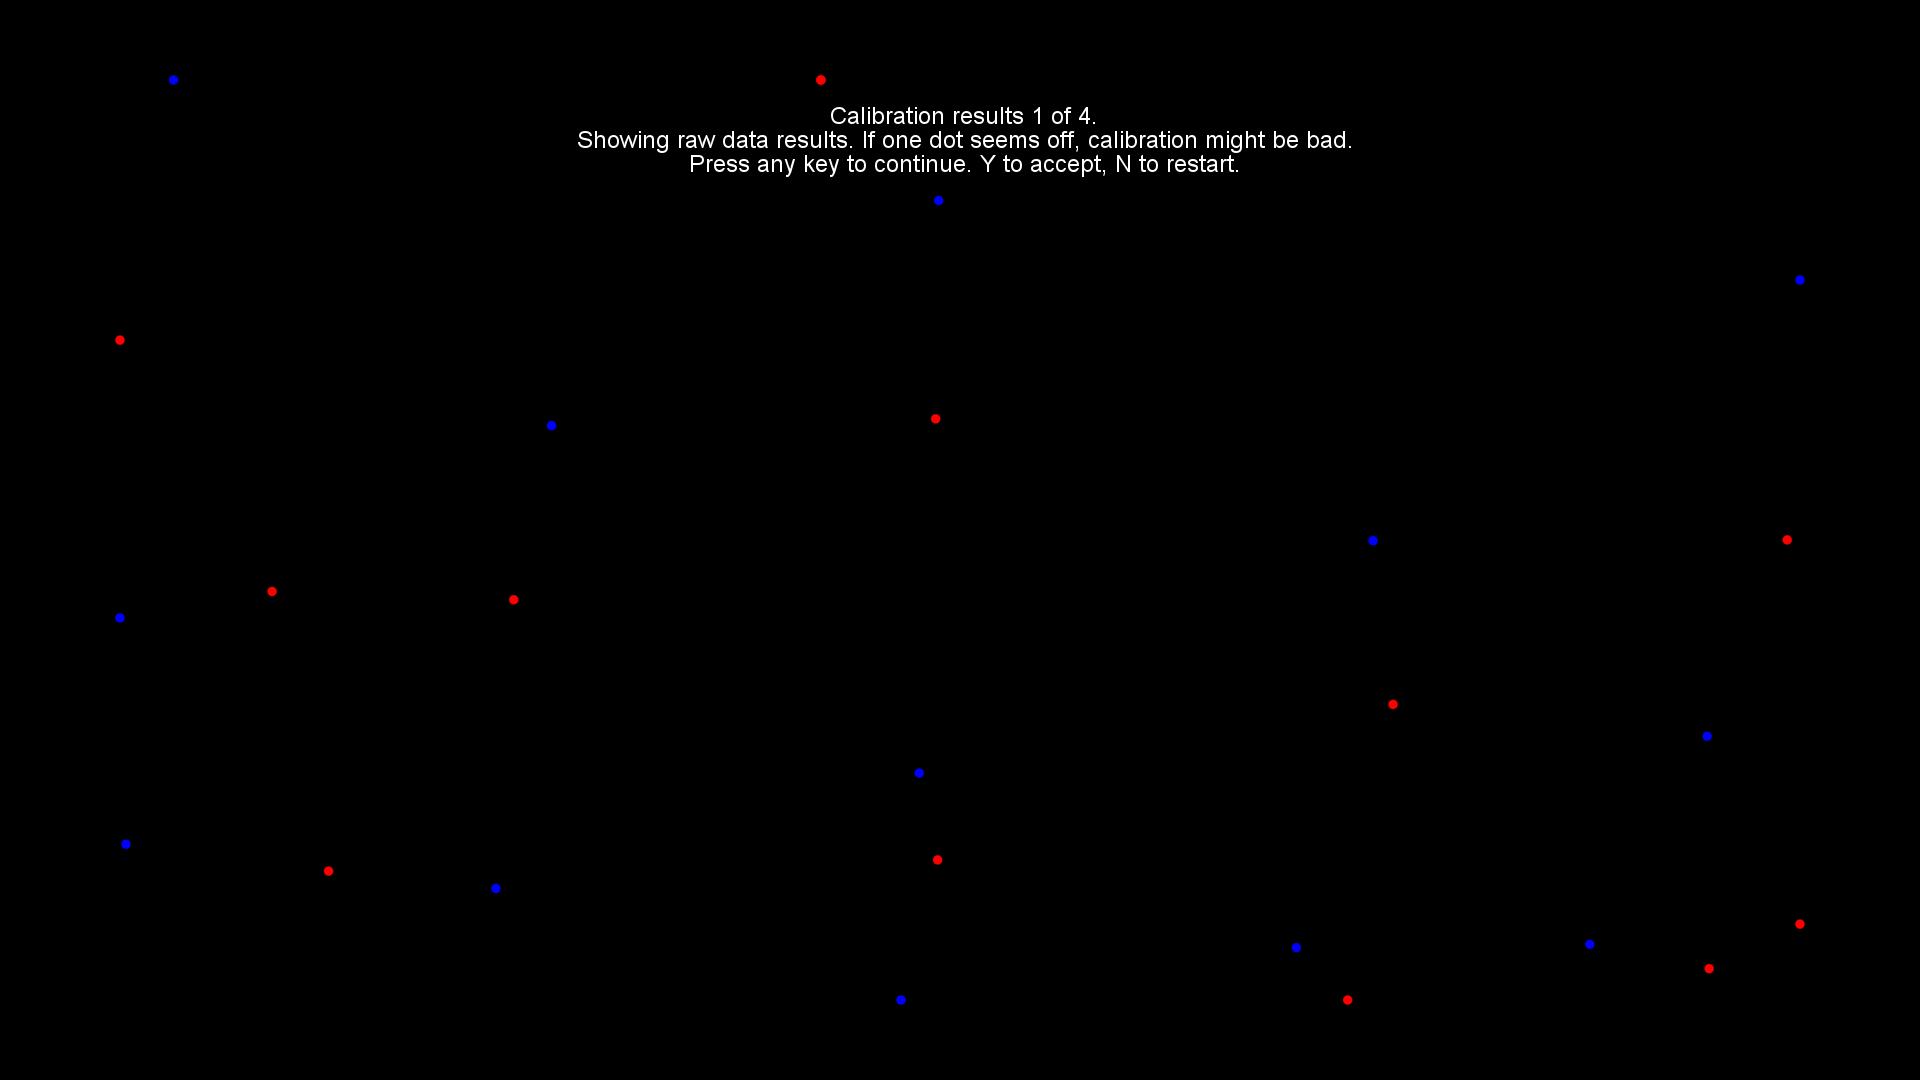 Calibration results 1 of 4.
Showing raw data results. If one dot seems off, calibration might be bad.
Press any key to continue. Y to accept, N to restart.